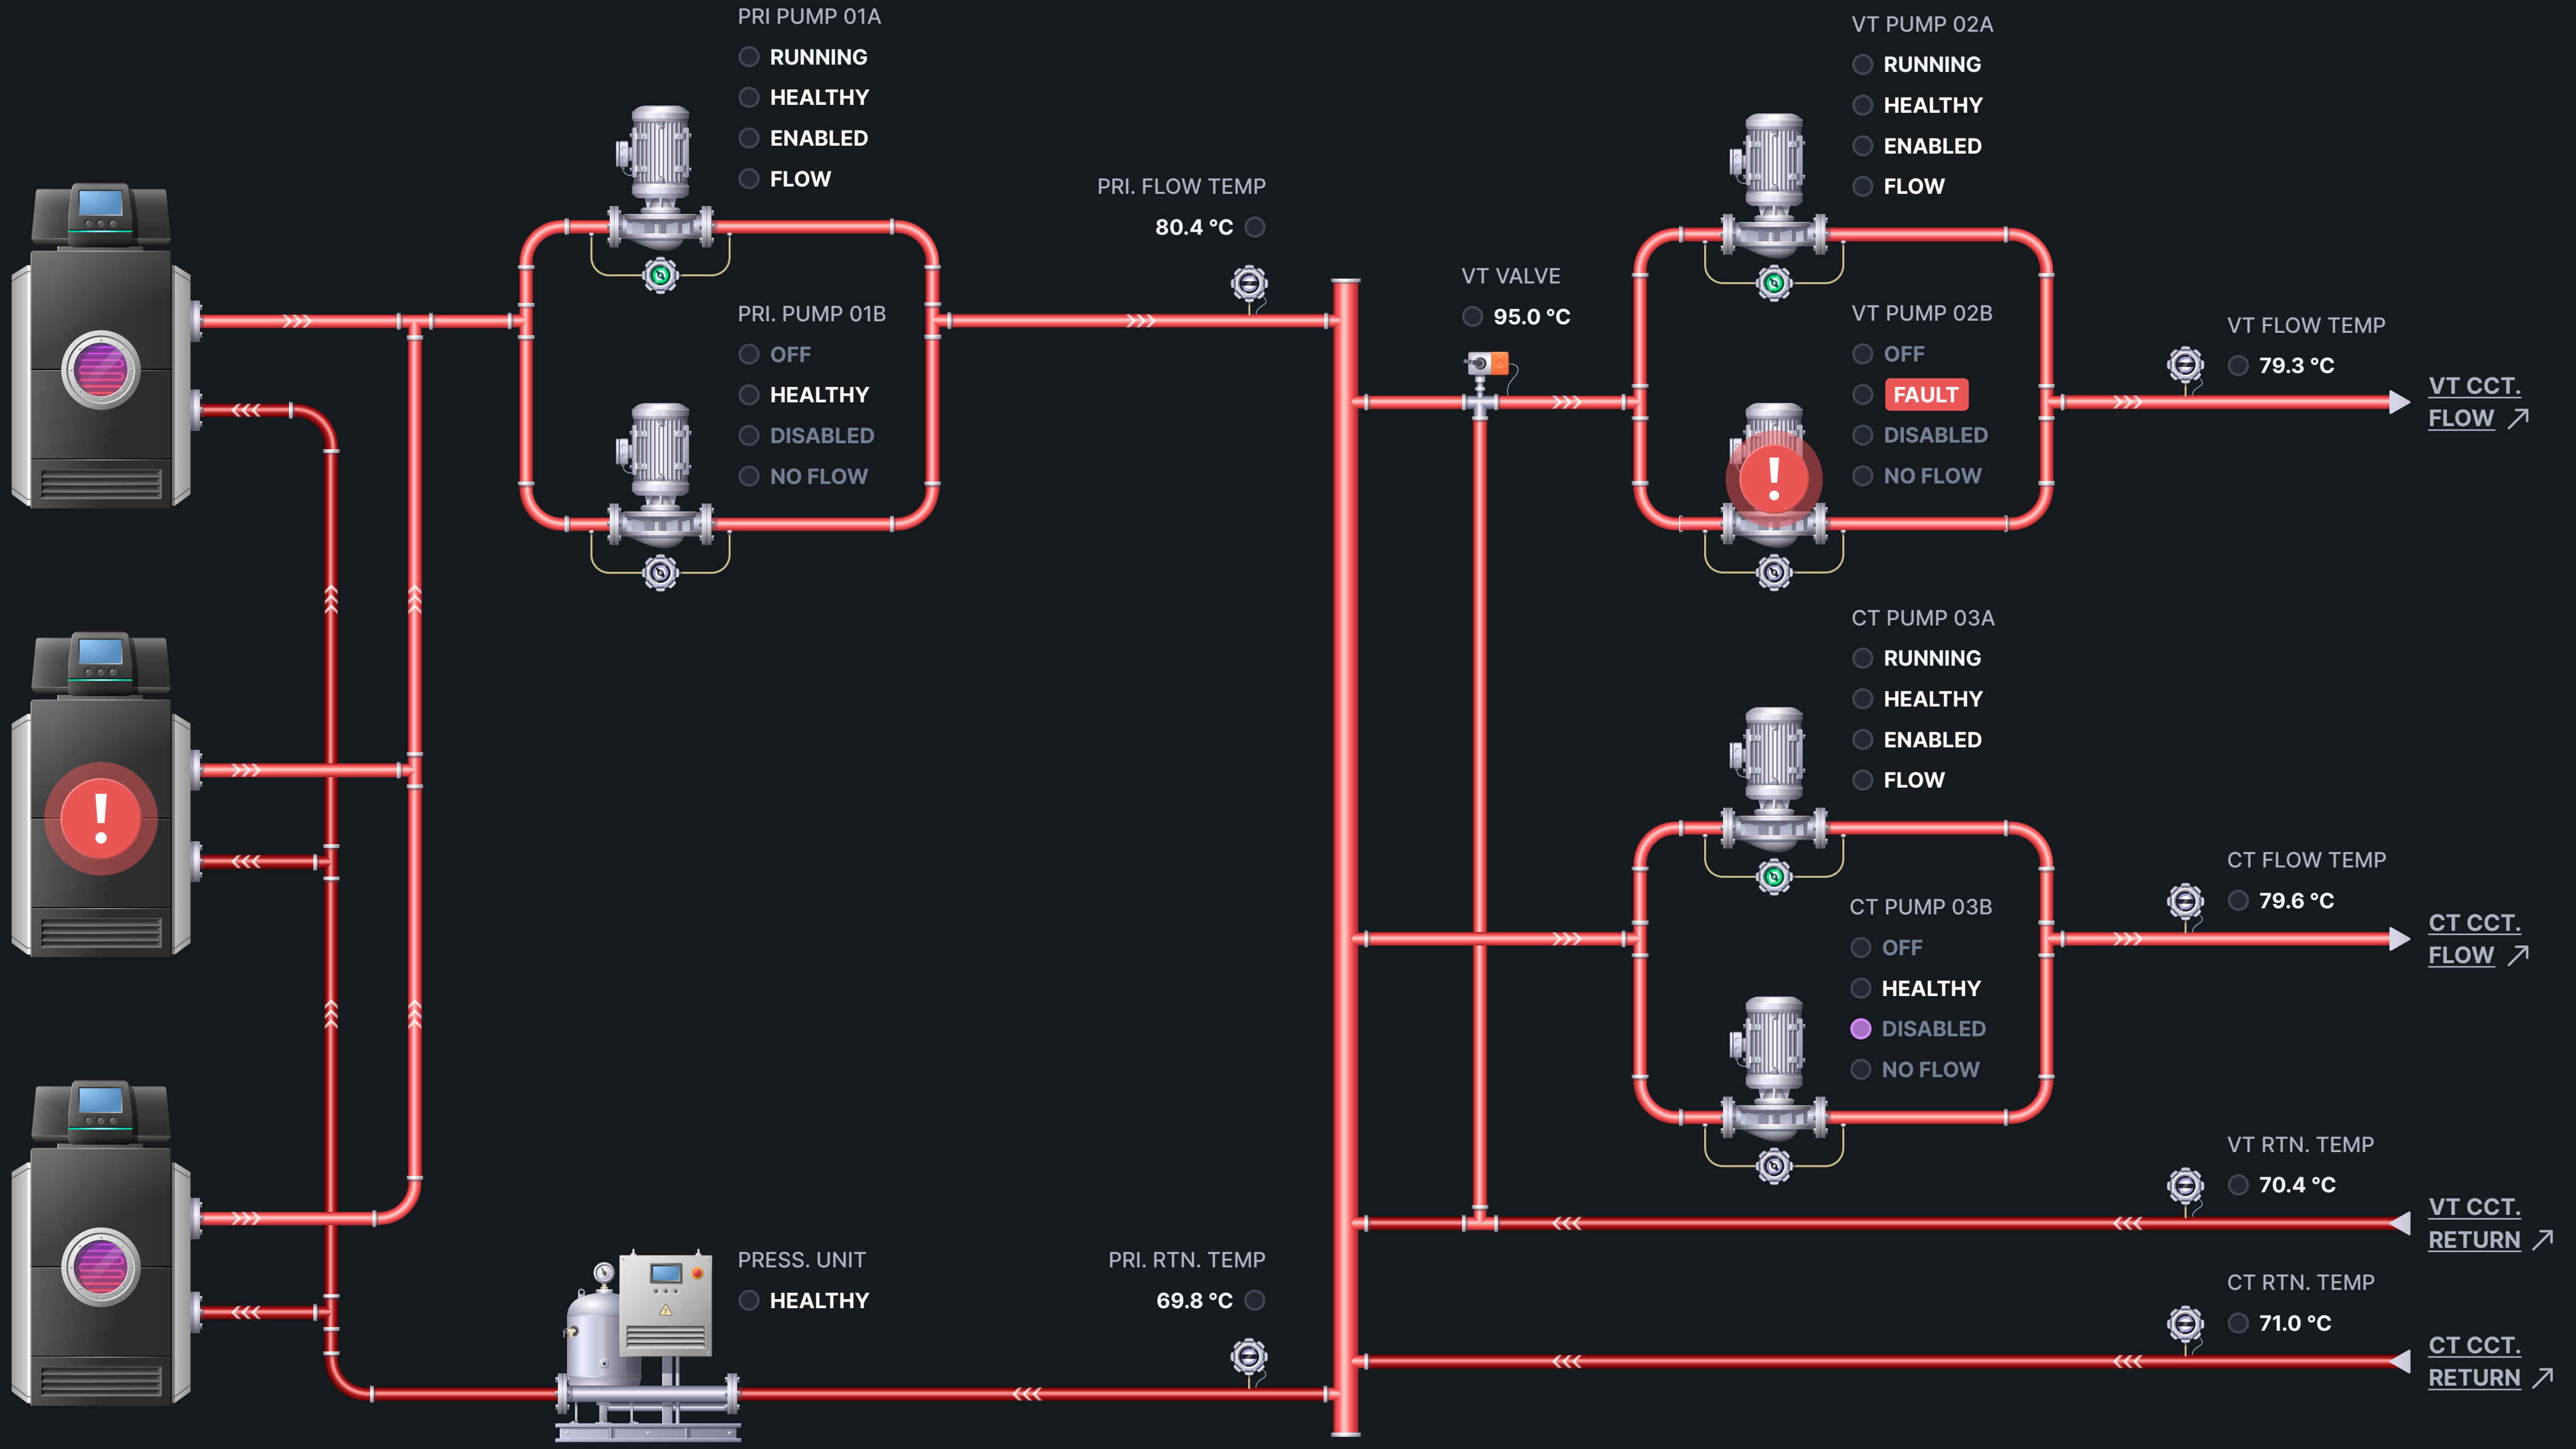 PRI PUMP 01A
RUNNING
HEALTHY
ENABLED
FLOW
PRI. PUMP 01B
OFF
HEALTHY
DISABLED
NO FLOW
PRI. FLOW TEMP
80.4 °C
VT VALVE
95.0 °C
VT PUMP 02A
RUNNING
HEALTHY
ENABLED
FLOW
VT PUMP 02B
OFF
FAULT
DISABLED
NO FLOW
!
VT FLOW TEMP
79.3 °C
VT CCT.
FLOW
!
CT PUMP 03A
RUNNING
HEALTHY
ENABLED
FLOW
CT PUMP 03B
OFF
HEALTHY
DISABLED
NO FLOW
CT FLOW TEMP
79.6 °C
CT CCT.
FLOW
PRESS. UNIT
HEALTHY
PRI. RTN. TEMP
69.8 °C
VT RTN. TEMP
70.4 °C
VT CCT.
RETURN
CT RTN. TEMP
71.0 °C
CT CCT.
RETURN